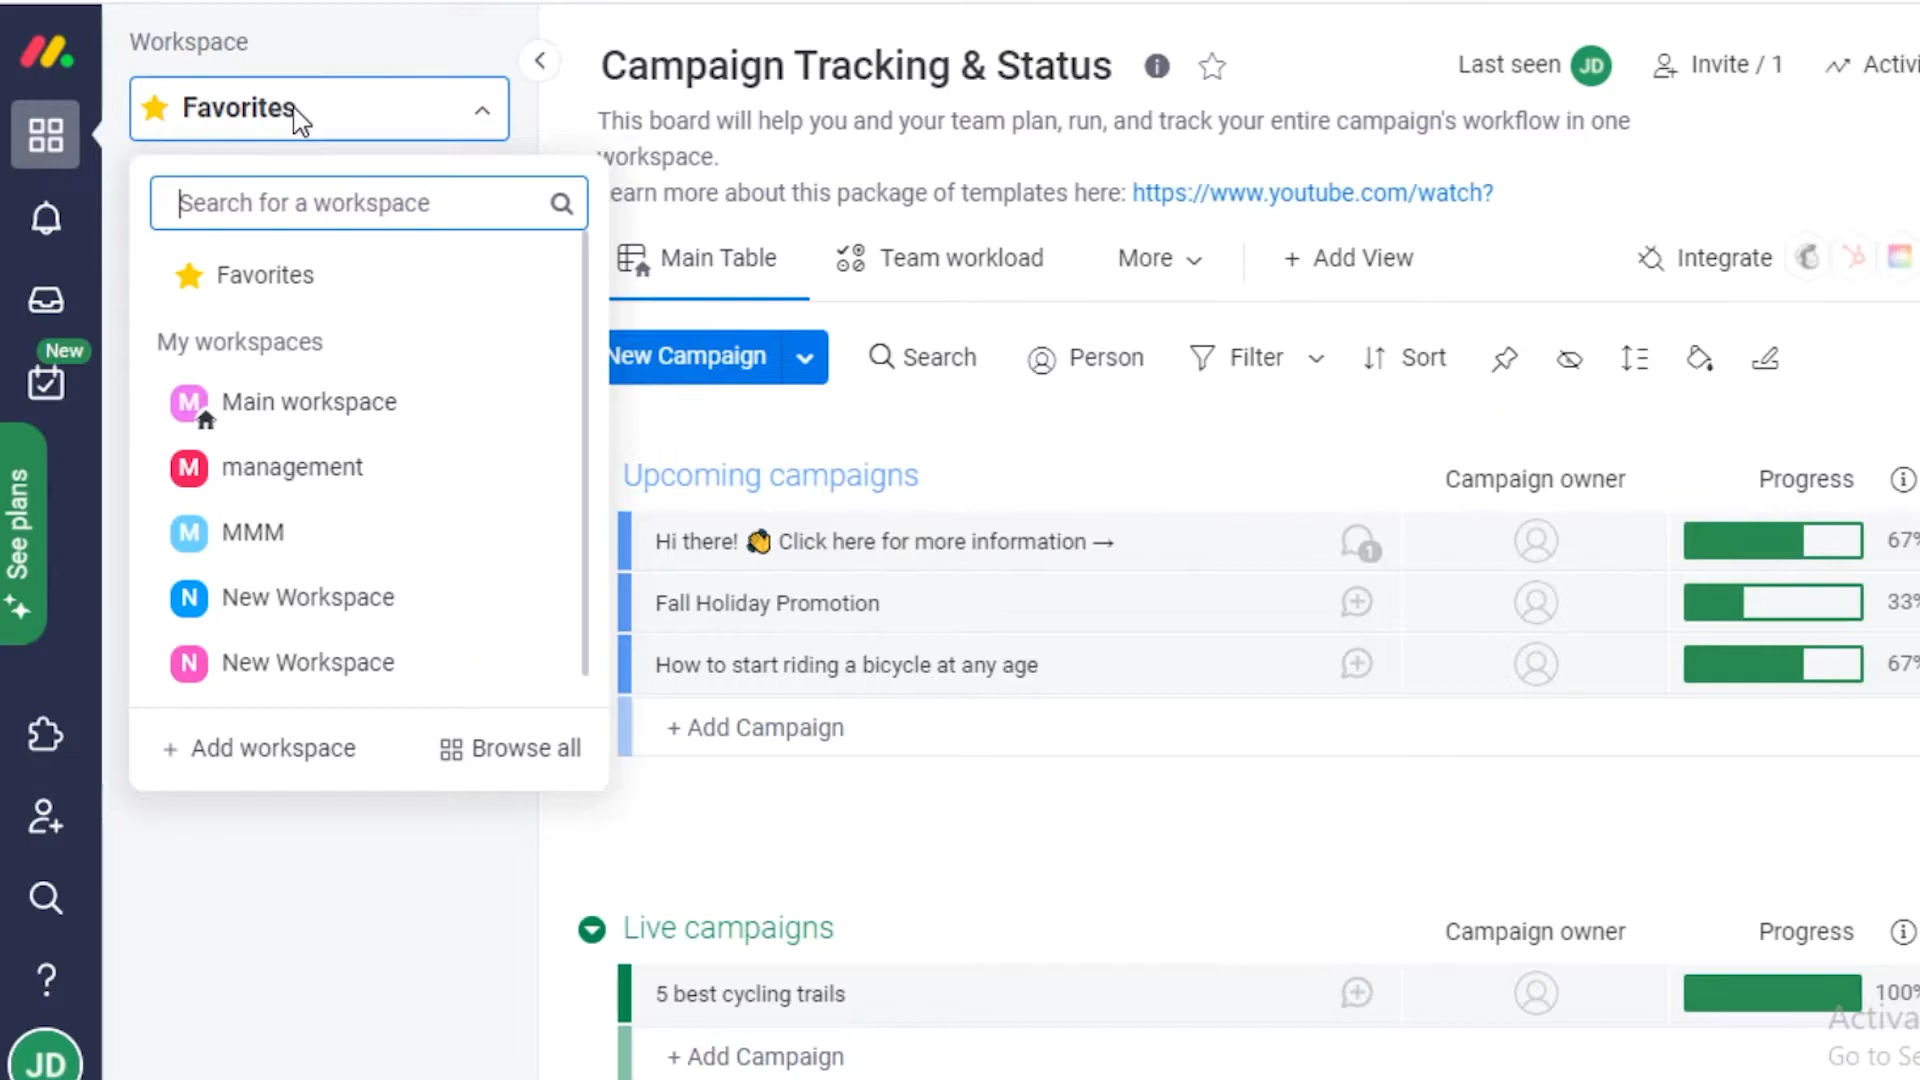 Workspace
Favorites
Search for a workspace
Favorites
My workspaces
M Main workspace
M management
M MMM
N New Workspace
N New Workspace
+ Add workspace
Browse all
New
See plans
JD
Campaign Tracking & Status
Last seen JD
Invite / 1
Activi
This board will help you and your team plan, run, and track your entire campaign's workflow in one
workspace.
earn more about this package of templates here: https://www.youtube.com/watch?
Main Table
Team workload
More
+ Add View
Integrate
New Campaign
Search
Person
Filter
Sort
Upcoming campaigns
Campaign owner
Progress
Hi there! 👏 Click here for more information →
1
67%
Fall Holiday Promotion
33%
How to start riding a bicycle at any age
67%
+ Add Campaign
Live campaigns
Campaign owner
Progress
5 best cycling trails
100%
+ Add Campaign
Activa
Go to Se